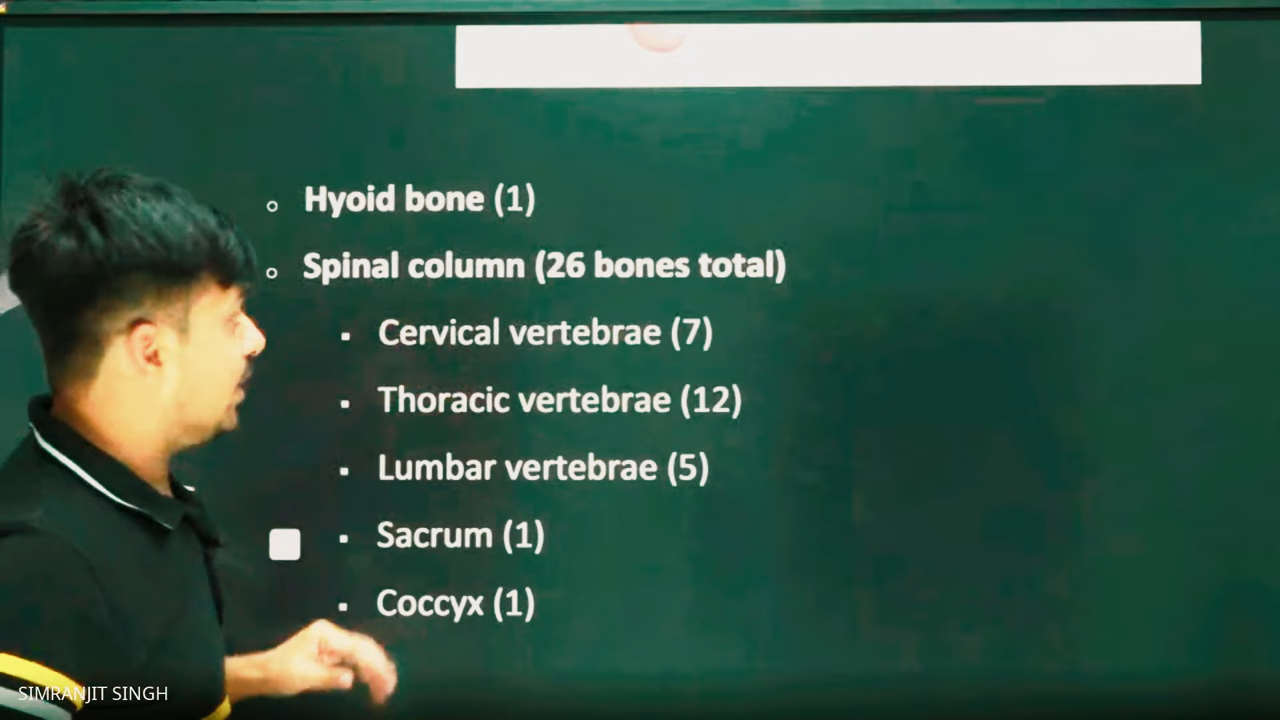 Hyoid bone (1)
Spinal column (26 bones total)
Cervical vertebrae (7)
Thoracic vertebrae (12)
Lumbar vertebrae (5)
Sacrum (1)
Coccyx (1)
SIMRANJIT SINGH